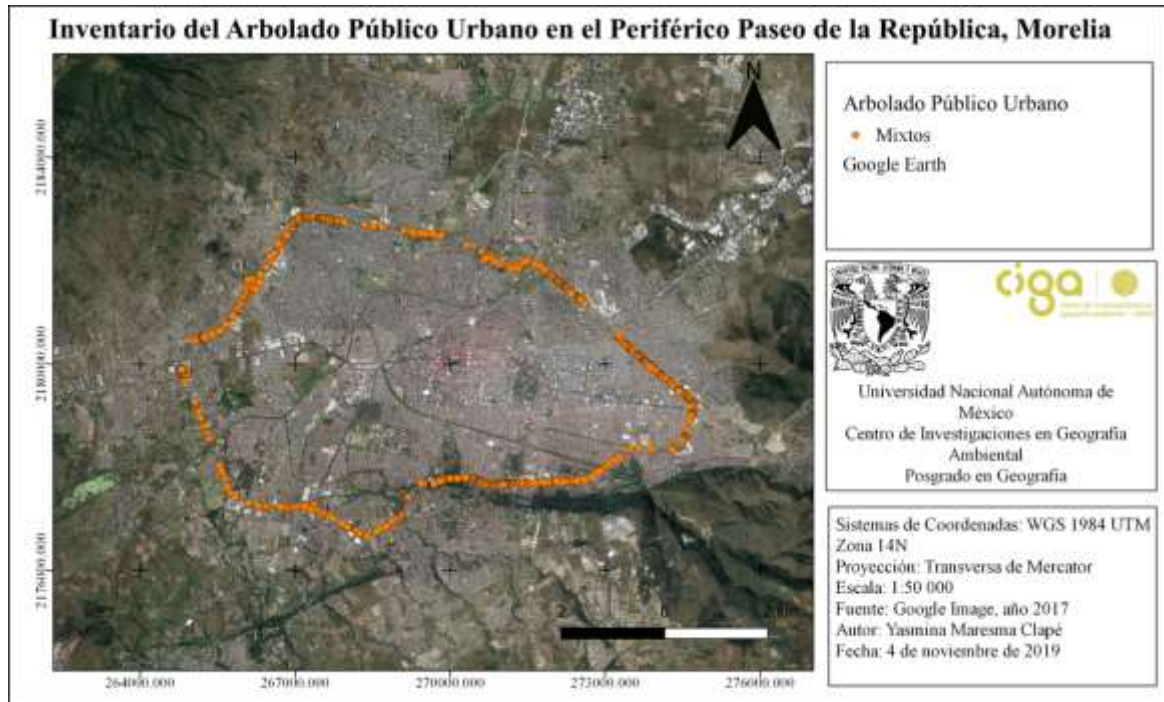 Inventario del Arbolado Público Urbano en el Periférico Paseo de la República, Morelia
N
2184000.000
2180000.000
2176000.000
264000.000
267000.000
270000.000
273000.000
276000.000
2
0
2 km
Arbolado Público Urbano
Mixtos
Google Earth
ciga
Universidad Nacional Autónoma de
México
Centro de Investigaciones en Geografía
Ambiental
Posgrado en Geografía
Sistemas de Coordenadas: WGS 1984 UTM
Zona 14N
Proyección: Transversa de Mercator
Escala: 1:50 000
Fuente: Google Image, año 2017
Autor: Yasmina Maresma Clapé
Fecha: 4 de noviembre de 2019